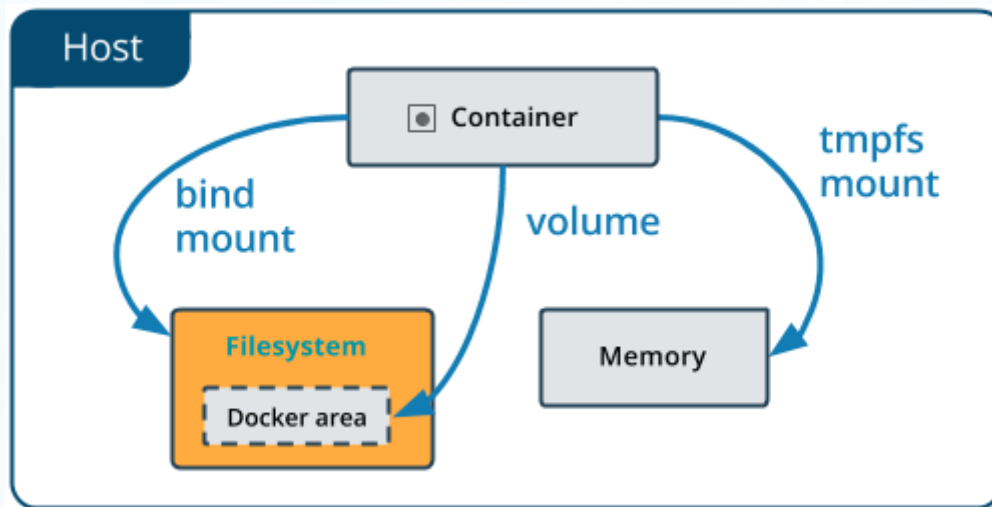 Host
Container
bind
mount
volume
tmpfs
mount
Filesystem
Docker area
Memory